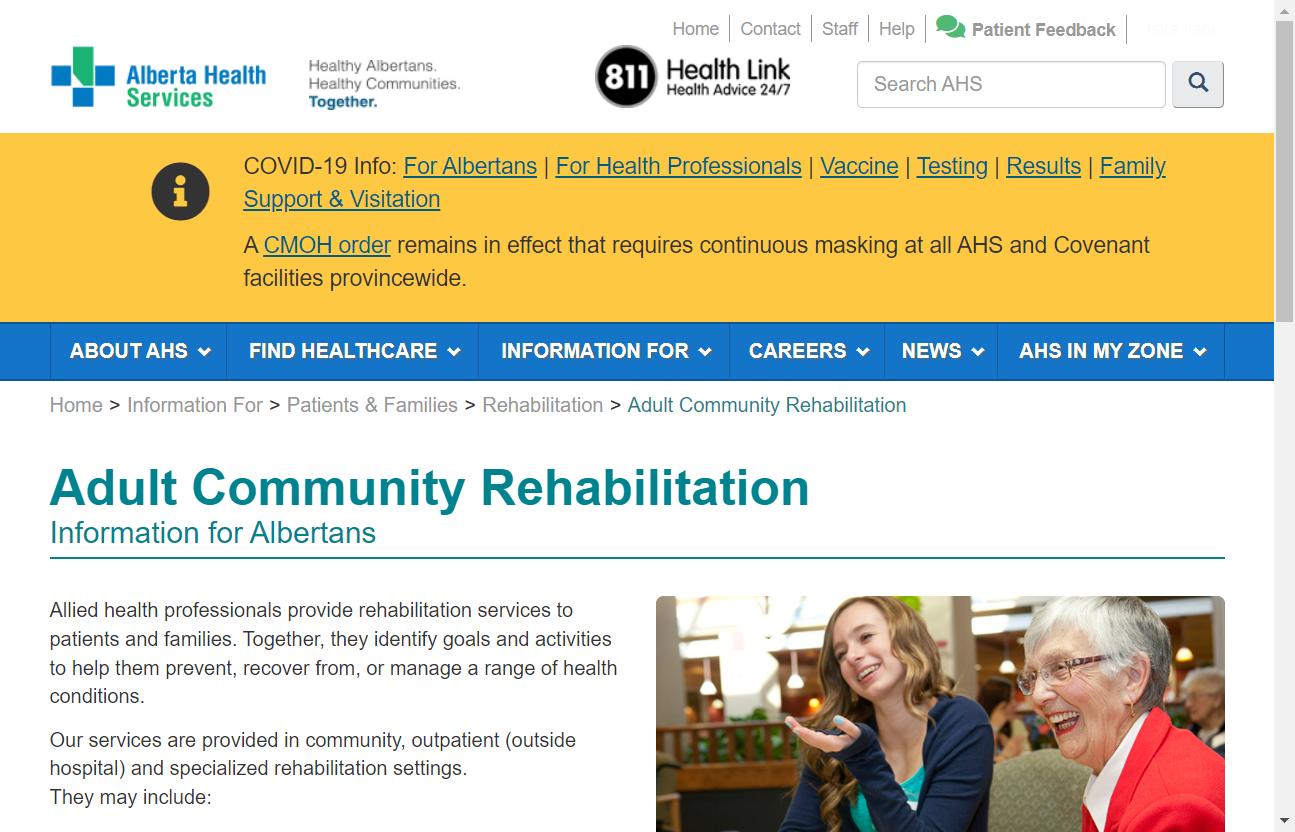 Home Contact Staff Help Patient Feedback
Alberta Health
Services
Healthy Albertans.
Healthy Communities.
Together.
811 Health Link
Health Advice 24/7
Search AHS
COVID-19 Info: For Albertans | For Health Professionals | Vaccine | Testing | Results | Family
Support & Visitation
A CMOH order remains in effect that requires continuous masking at all AHS and Covenant
facilities provincewide.
ABOUT AHS FIND HEALTHCARE INFORMATION FOR CAREERS NEWS AHS IN MY ZONE
Home > Information For > Patients & Families > Rehabilitation > Adult Community Rehabilitation
Adult Community Rehabilitation
Information for Albertans
Allied health professionals provide rehabilitation services to
patients and families. Together, they identify goals and activities
to help them prevent, recover from, or manage a range of health
conditions.
Our services are provided in community, outpatient (outside
hospital) and specialized rehabilitation settings.
They may include: